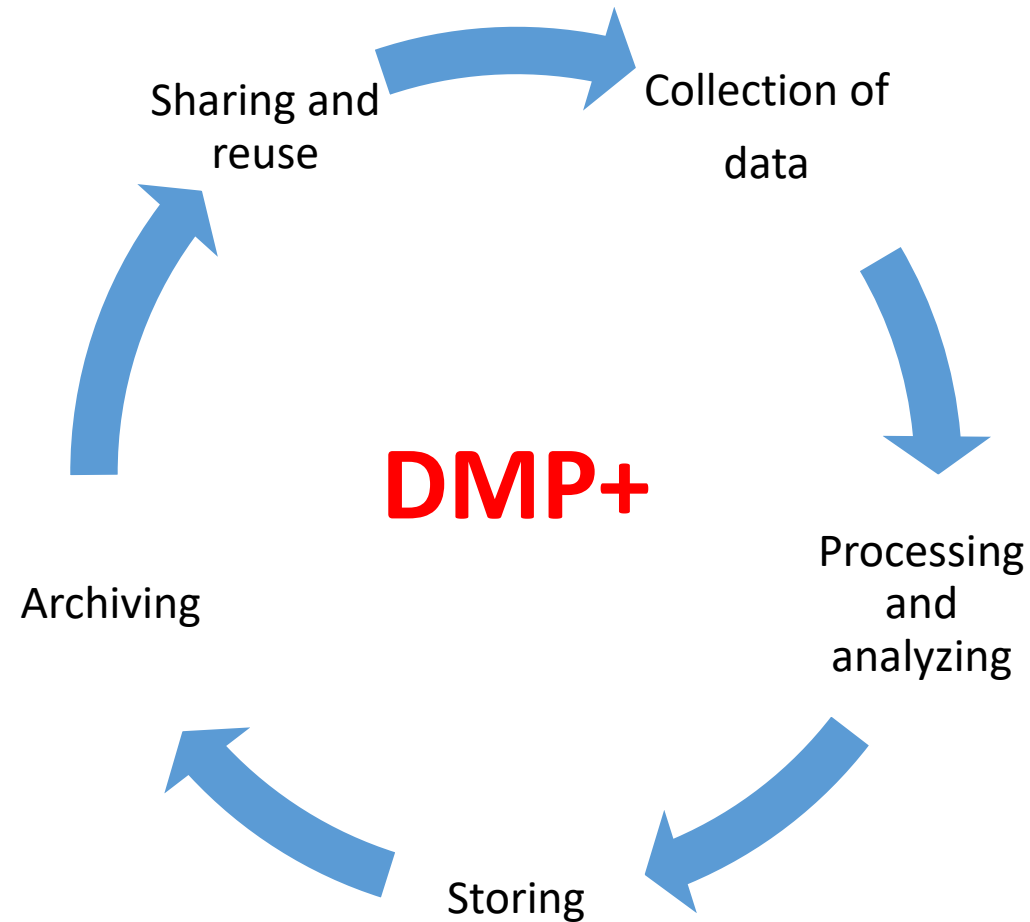 Sharing and
reuse
Collection of
data
DMP+
Processing
and
analyzing
Archiving
Storing